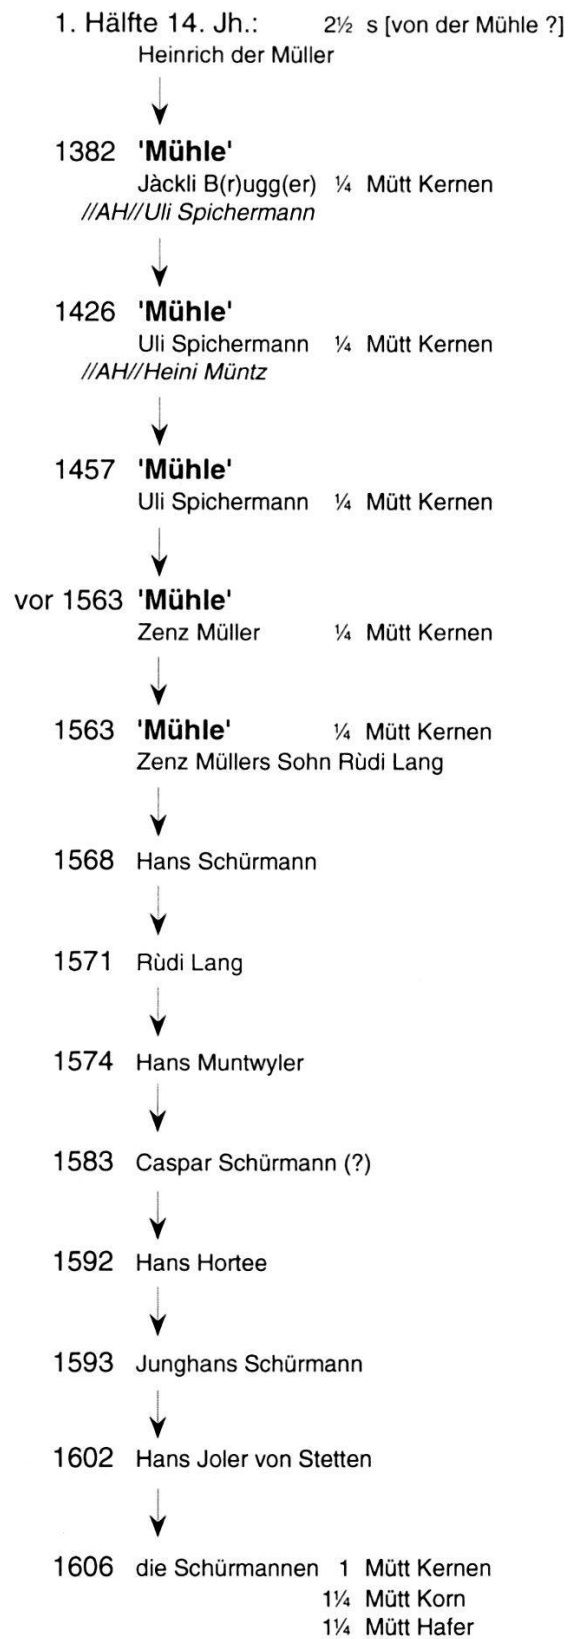 1. Hälfte 14. Jh.: 2½ s [von der Mühle ?]
Heinrich der Müller
1382 'Mühle'
Jàckli B(r)ugg(er) ¼ Mütt Kernen
//AH//Uli Spichermann
1426 'Mühle'
Uli Spichermann ¼ Mütt Kernen
//AH//Heini Müntz
1457 'Mühle'
Uli Spichermann ¼ Mütt Kernen
vor 1563 'Mühle'
Zenz Müller ¼ Mütt Kernen
1563 'Mühle' ¼ Mütt Kernen
Zenz Müllers Sohn Rùdi Lang
1568 Hans Schürmann
1571 Rùdi Lang
1574 Hans Muntwyler
1583 Caspar Schürmann (?)
1592 Hans Hortee
1593 Junghans Schürmann
1602 Hans Joler von Stetten
1606 die Schürmannen 1 Mütt Kernen
1¼ Mütt Korn
1¼ Mütt Hafer